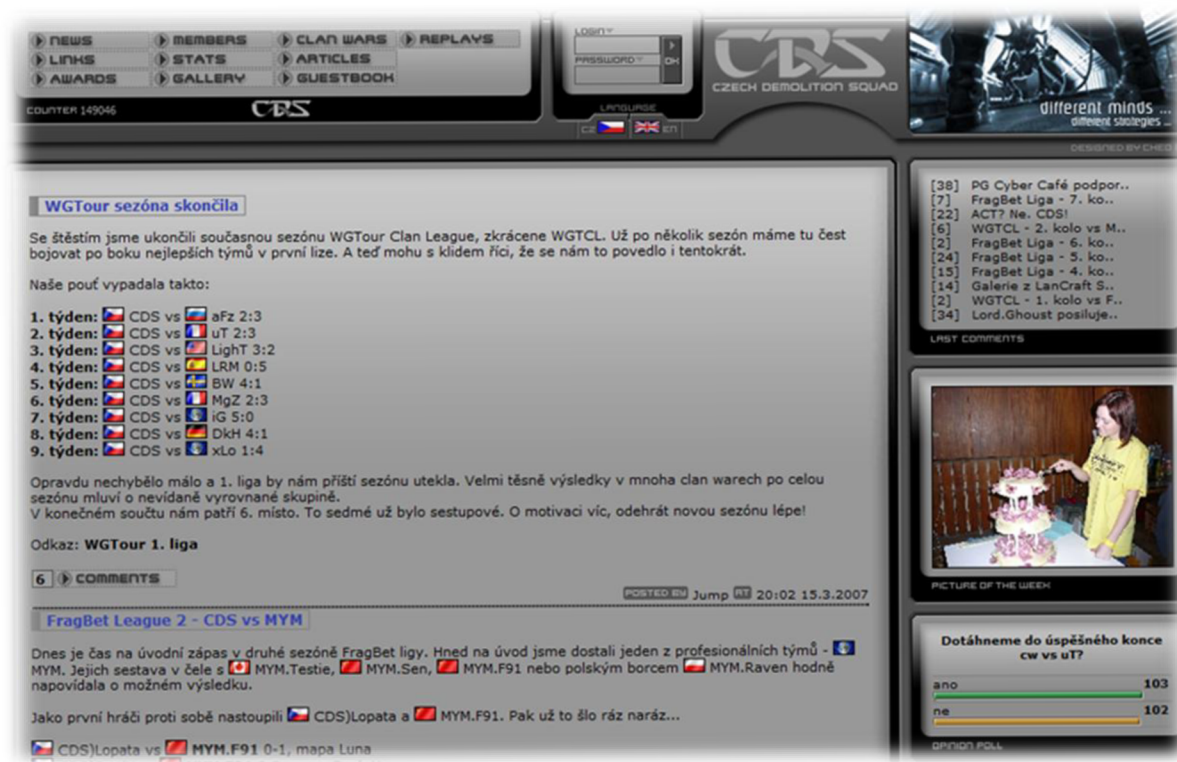 NEWS
MEMBERS
CLAN WARS
REPLAYS
LINKS
STATS
ARTICLES
AWARDS
GALLERY
GUESTBOOK
COUNTER 149046
CDS
LOGIN
PASSWORD
OK
LANGUAGE
CZ EN
CDS
CZECH DEMOLITION SQUAD
different minds ...
different strategies ...
DESIGNED BY CHEO
WGTour sezóna skončila
Se štěstím jsme ukončili současnou sezónu WGTour Clan League, zkrácene WGTCL. Už po několik sezón máme tu čest
bojovat po boku nejlepších týmů v první lize. A teď mohu s klidem říci, že se nám to povedlo i tentokrát.
Naše pouť vypadala takto:
1. týden: CDS vs aFz 2:3
2. týden: CDS vs uT 2:3
3. týden: CDS vs LighT 3:2
4. týden: CDS vs LRM 0:5
5. týden: CDS vs BW 4:1
6. týden: CDS vs MgZ 2:3
7. týden: CDS vs iG 5:0
8. týden: CDS vs DkH 4:1
9. týden: CDS vs xLo 1:4
Opravdu nechybělo málo a 1. liga by nám příští sezónu utekla. Velmi těsně výsledky v mnoha clan warech po celou
sezónu mluví o nevídaně vyrovnané skupině.
V konečném součtu nám patří 6. místo. To sedmé už bylo sestupové. O motivaci víc, odehrát novou sezónu lépe!
Odkaz: WGTour 1. liga
6 COMMENTS
POSTED BY Jump AT 20:02 15.3.2007
FragBet League 2 - CDS vs MYM
Dnes je čas na úvodní zápas v druhé sezóně FragBet ligy. Hned na úvod jsme dostali jeden z profesionálních týmů -
MYM. Jejich sestava v čele s MYM.Testie, MYM.Sen, MYM.F91 nebo polským borcem MYM.Raven hodně
napovídala o možném výsledku.
Jako první hráči proti sobě nastoupili CDS)Lopata a MYM.F91. Pak už to šlo ráz naráz...
CDS)Lopata vs MYM.F91 0-1, mapa Luna
[38] PG Cyber Café podpor..
[7] FragBet Liga - 7. ko..
[22] ACT? Ne. CDS!
[6] WGTCL - 2. kolo vs M..
[2] FragBet Liga - 6. ko..
[24] FragBet Liga - 5. ko..
[15] FragBet Liga - 4. ko..
[14] Galerie z LanCraft S..
[2] WGTCL - 1. kolo vs F..
[34] Lord.Ghoust posiluje..
LAST COMMENTS
PICTURE OF THE WEEK
Dotáhneme do úspěšného konce
cw vs uT?
ano 103
ne 102
OPINION POLL